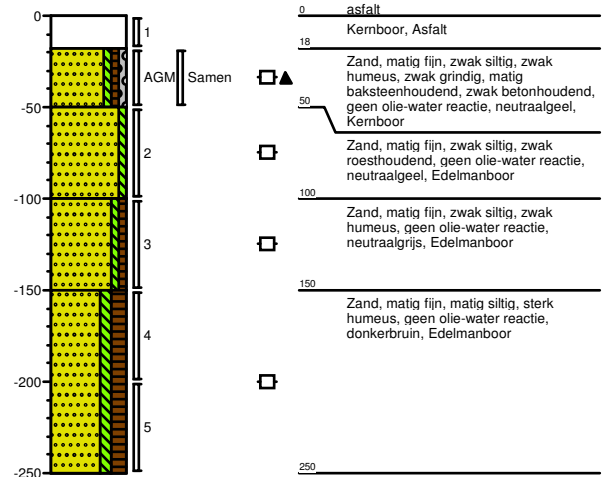 0
-50
-100
-150
-200
-250
1
AGM
Samen
2
3
4
5
0
asfalt
Kernboor, Asfalt
18
Zand, matig fijn, zwak siltig, zwak
humeus, zwak grindig, matig
baksteenhoudend, zwak betonhoudend,
geen olie-water reactie, neutraalgeel,
Kernboor
50
Zand, matig fijn, zwak siltig, zwak
roesthoudend, geen olie-water reactie,
neutraalgeel, Edelmanboor
100
Zand, matig fijn, zwak siltig, zwak
humeus, geen olie-water reactie,
neutraalgrijs, Edelmanboor
150
Zand, matig fijn, matig siltig, sterk
humeus, geen olie-water reactie,
donkerbruin, Edelmanboor
250